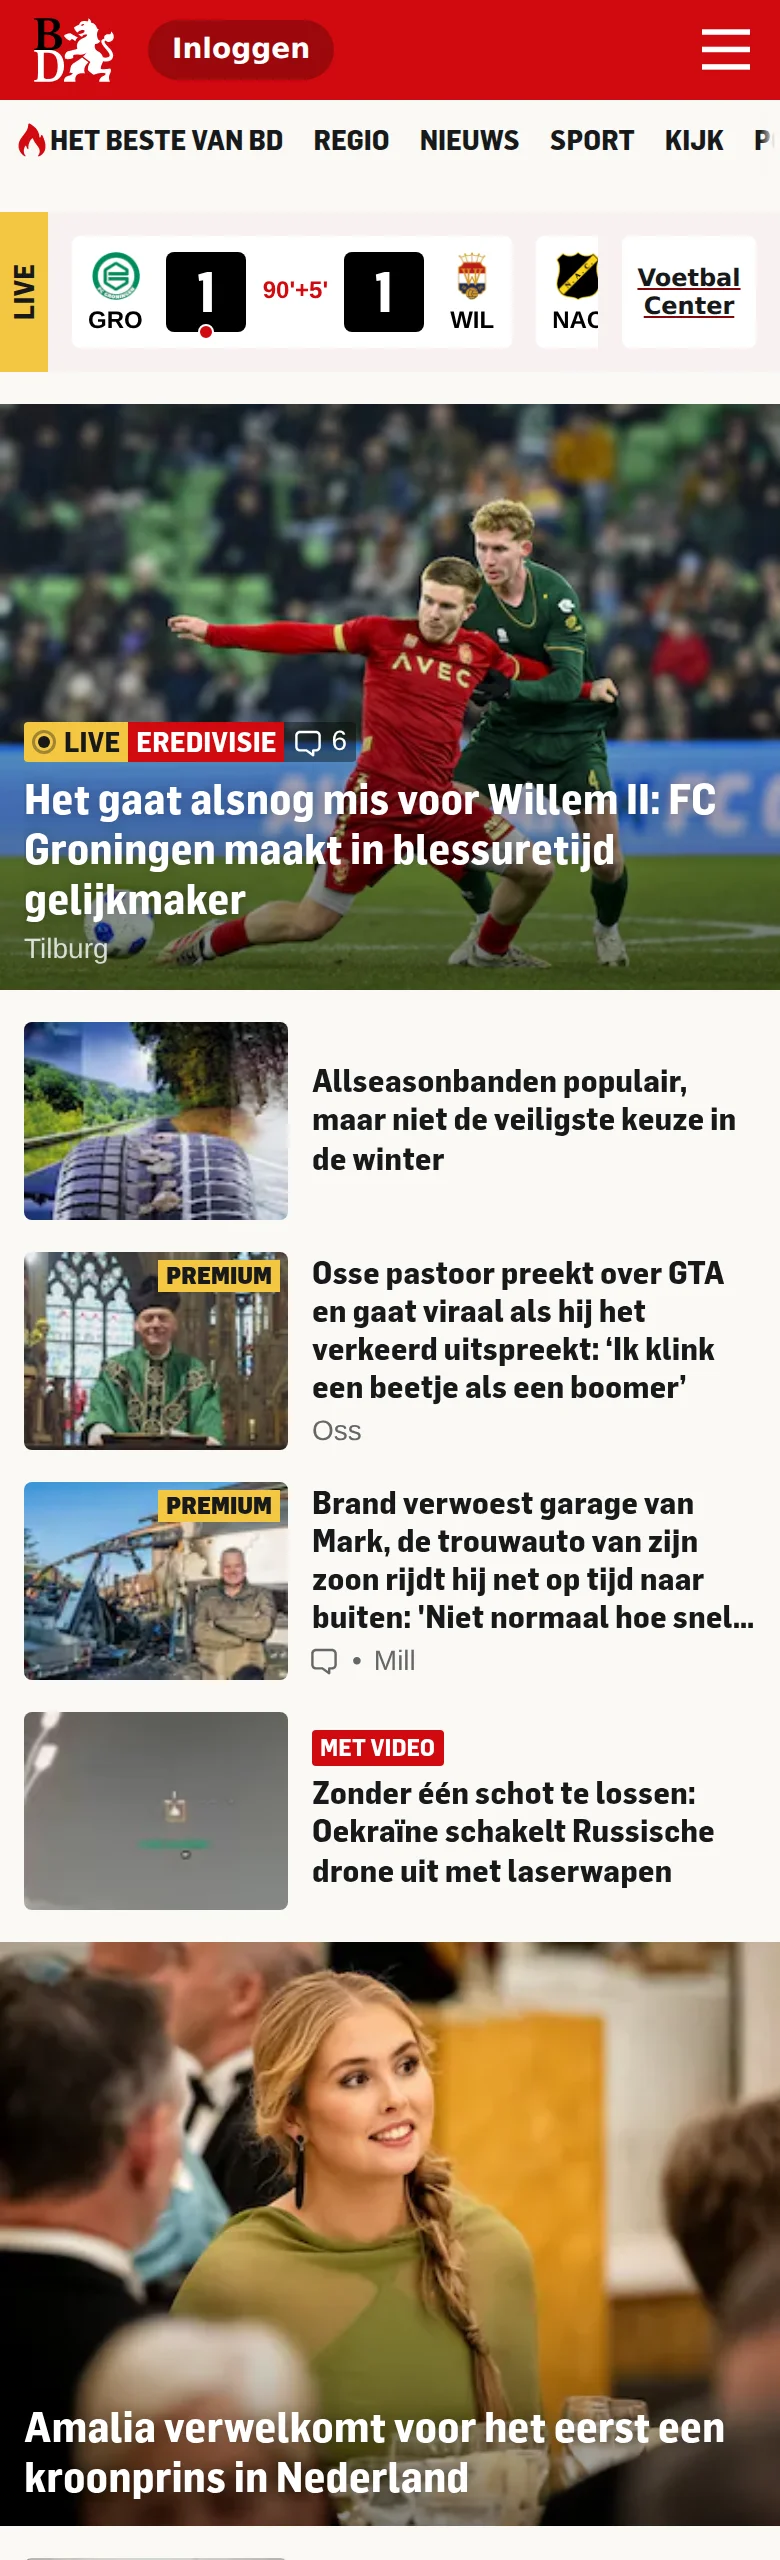 BD
Inloggen
HET BESTE VAN BD REGIO NIEUWS SPORT KIJK
LIVE
1 90'+5' 1
GRO WIL NAC
Voetbal
Center
AVEC
LIVE EREDIVISIE 6
Het gaat alsnog mis voor Willem II: FC
Groningen maakt in blessuretijd
gelijkmaker
Tilburg
Allseasonbanden populair,
maar niet de veiligste keuze in
de winter
PREMIUM
Osse pastoor preekt over GTA
en gaat viraal als hij het
verkeerd uitspreekt: ‘Ik klink
een beetje als een boomer’
Oss
PREMIUM
Brand verwoest garage van
Mark, de trouwauto van zijn
zoon rijdt hij net op tijd naar
buiten: 'Niet normaal hoe snel...
• Mill
MET VIDEO
Zonder één schot te lossen:
Oekraïne schakelt Russische
drone uit met laserwapen
Amalia verwelkomt voor het eerst een
kroonprins in Nederland